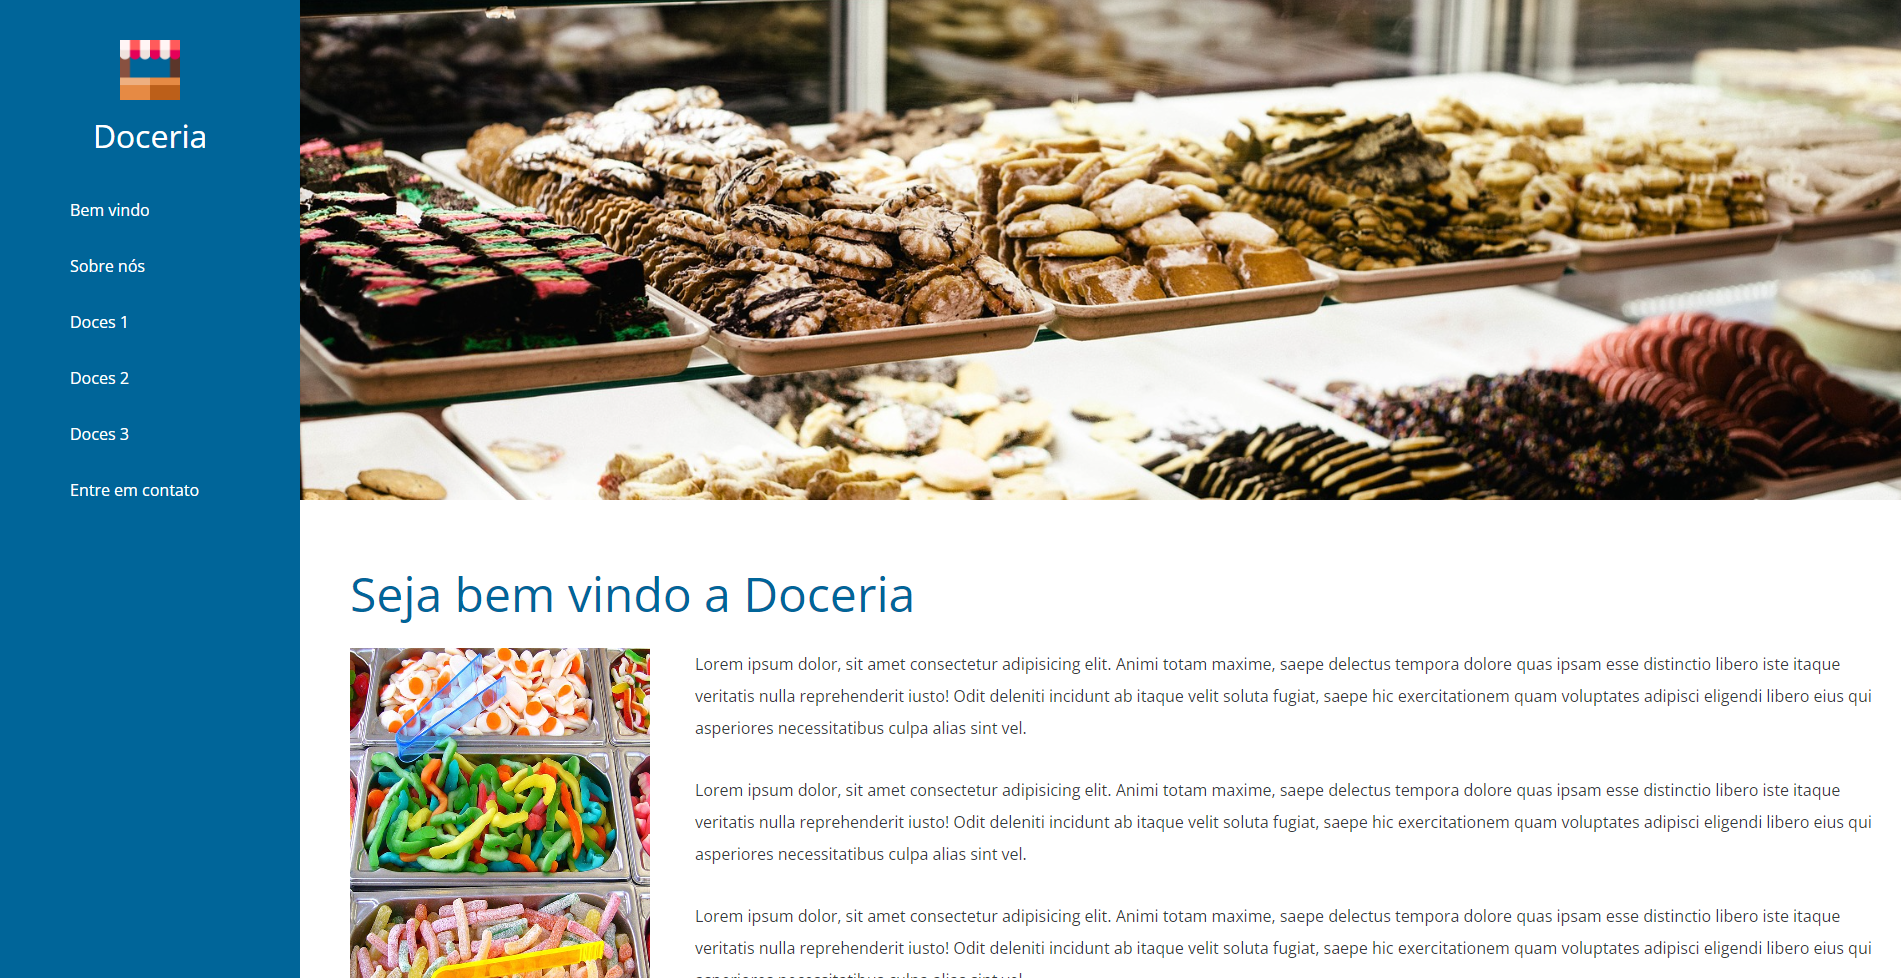 Doceria
Bem vindo
Sobre nós
Doces 1
Doces 2
Doces 3
Entre em contato
Seja bem vindo a Doceria
Lorem ipsum dolor, sit amet consectetur adipisicing elit. Animi totam maxime, saepe delectus tempora dolore quas ipsam esse distinctio libero iste itaque
veritatis nulla reprehenderit iusto! Odit deleniti incidunt ab itaque velit soluta fugiat, saepe hic exercitationem quam voluptates adipisci eligendi libero eius qui
asperiores necessitatibus culpa alias sint vel.
Lorem ipsum dolor, sit amet consectetur adipisicing elit. Animi totam maxime, saepe delectus tempora dolore quas ipsam esse distinctio libero iste itaque
veritatis nulla reprehenderit iusto! Odit deleniti incidunt ab itaque velit soluta fugiat, saepe hic exercitationem quam voluptates adipisci eligendi libero eius qui
asperiores necessitatibus culpa alias sint vel.
Lorem ipsum dolor, sit amet consectetur adipisicing elit. Animi totam maxime, saepe delectus tempora dolore quas ipsam esse distinctio libero iste itaque
veritatis nulla reprehenderit iusto! Odit deleniti incidunt ab itaque velit soluta fugiat, saepe hic exercitationem quam voluptates adipisci eligendi libero eius qui